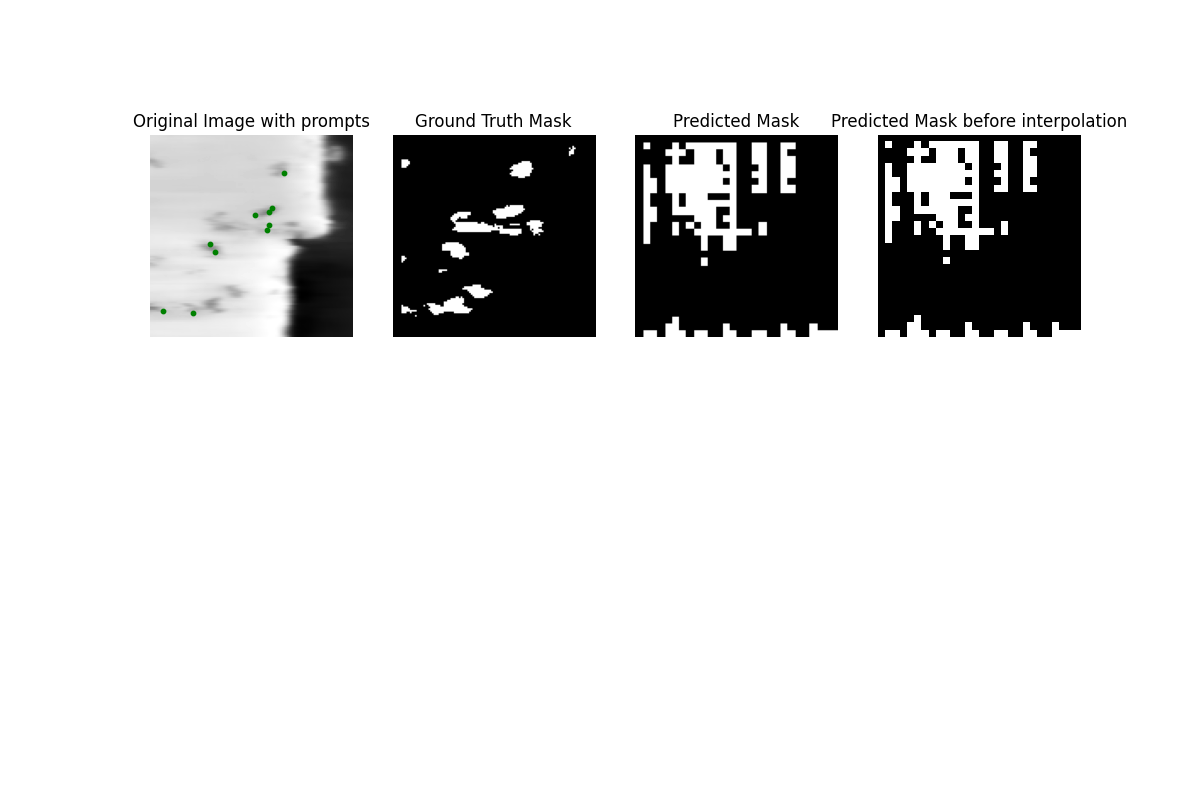 Original Image with prompts
Ground Truth Mask
Predicted Mask
Predicted Mask before interpolation